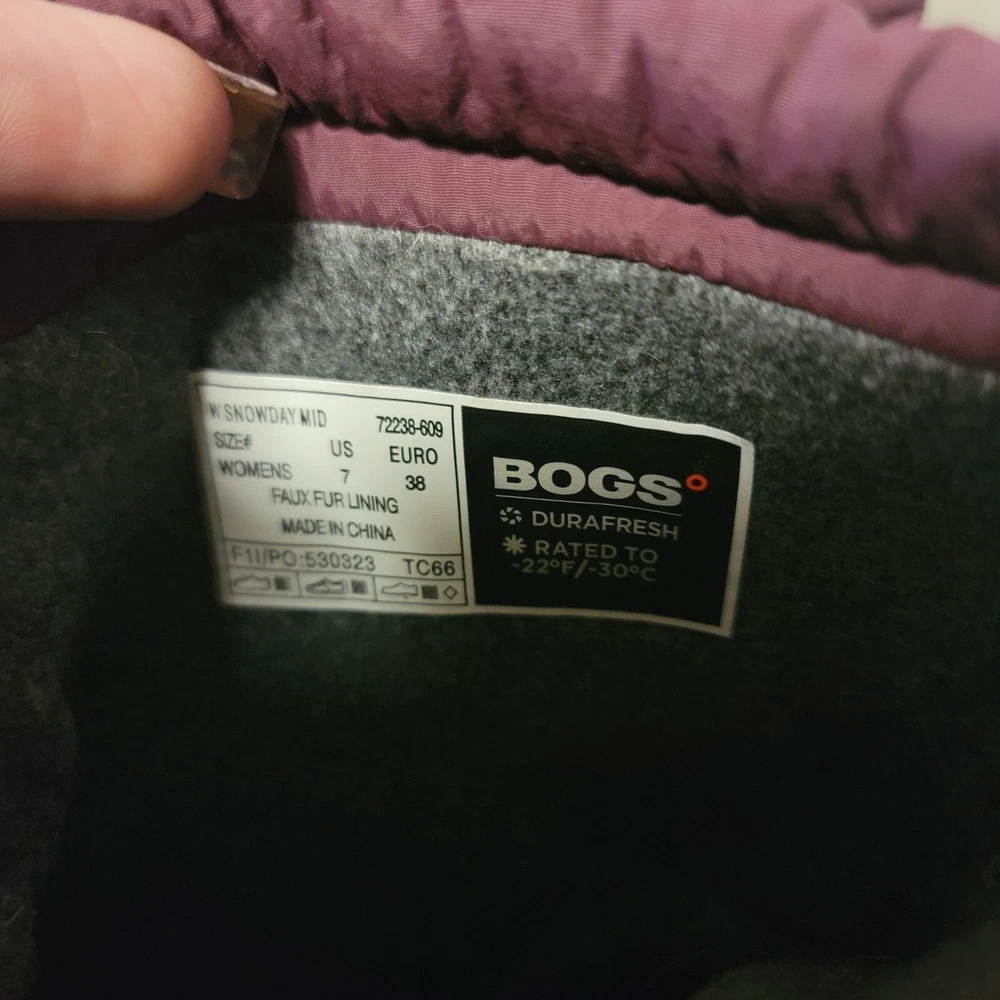 W SNOWDAY MID 72238-609
SIZE# US EURO
WOMENS 7 38
FAUX FUR LINING
MADE IN CHINA
F11/PO:530323 TC66
BOGS
DURAFRESH
RATED TO
-22°F/-30°C